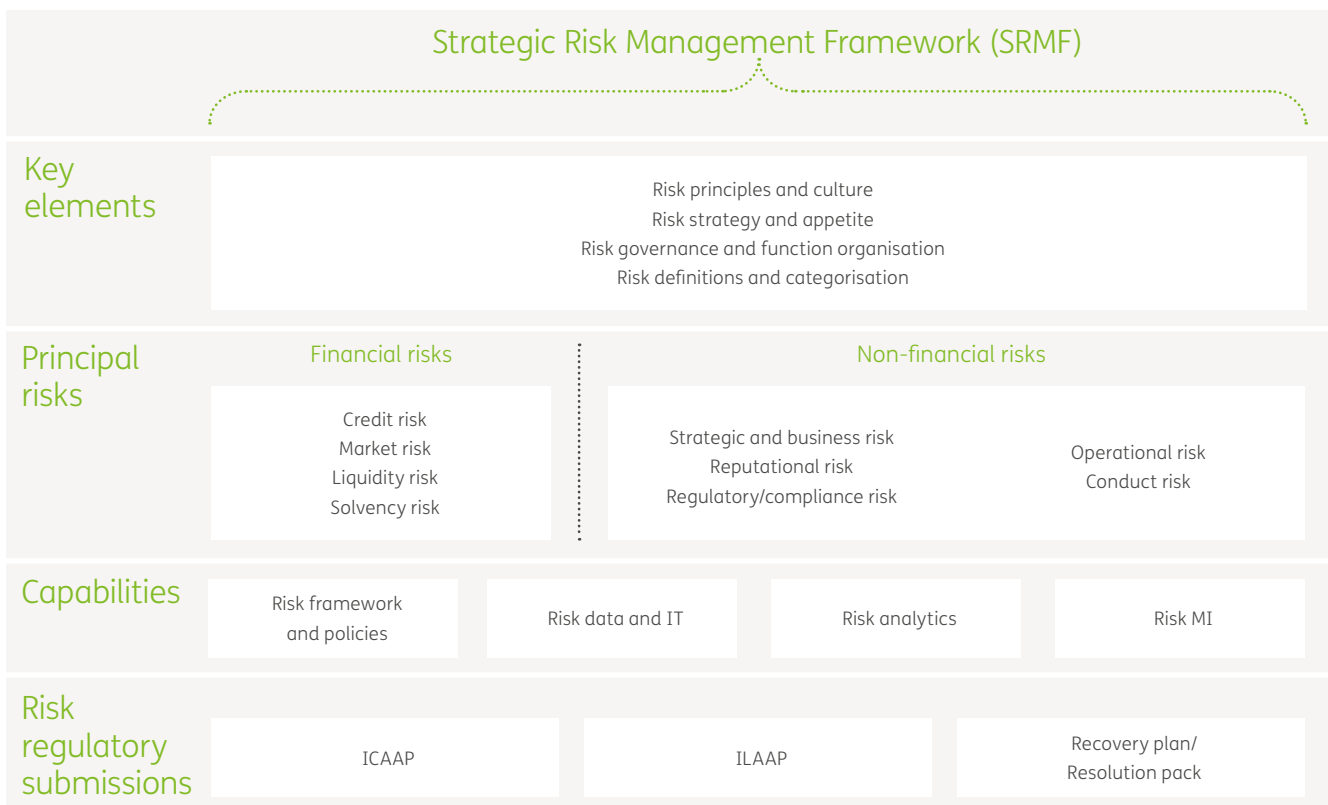 Strategic Risk Management Framework (SRMF)
Key
elements
Risk principles and culture
Risk strategy and appetite
Risk governance and function organisation
Risk definitions and categorisation
Principal
risks
Financial risks
Credit risk
Market risk
Liquidity risk
Solvency risk
Non-financial risks
Strategic and business risk
Reputational risk
Regulatory/compliance risk
Operational risk
Conduct risk
Capabilities
Risk framework
and policies
Risk data and IT
Risk analytics
Risk MI
Risk
regulatory
submissions
ICAAP
ILAAP
Recovery plan/
Resolution pack